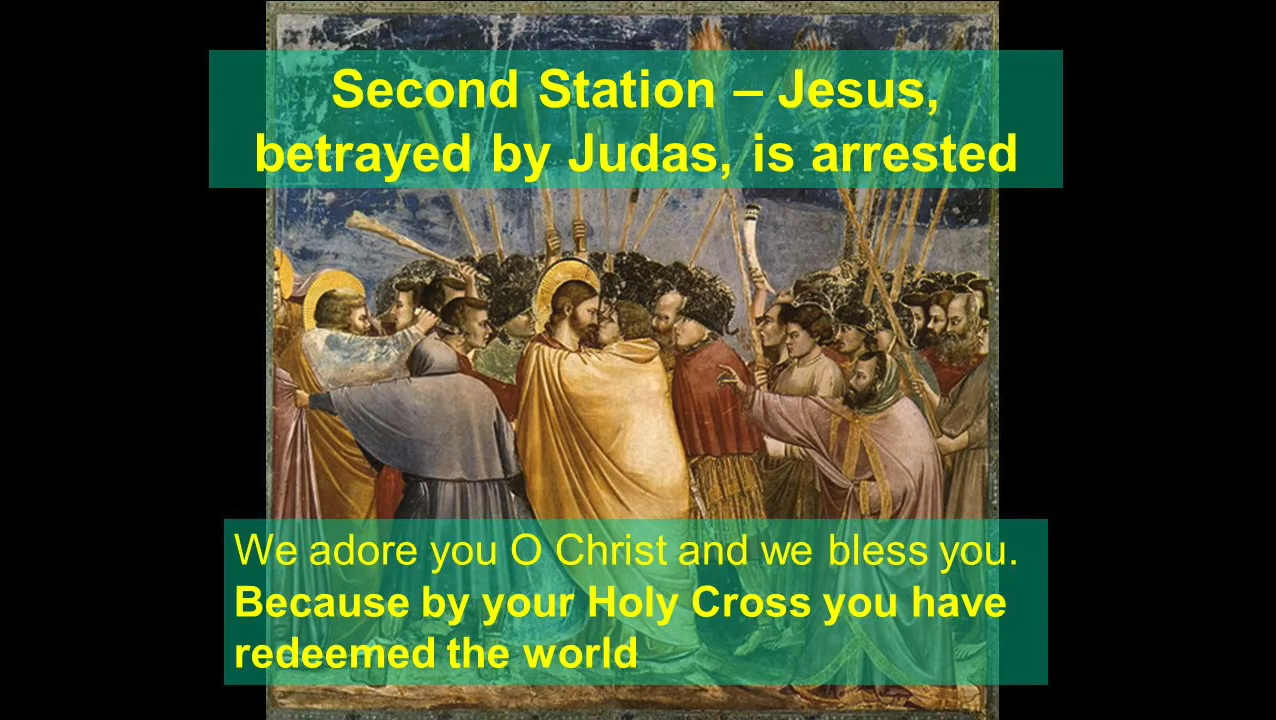 Second Station – Jesus,
betrayed by Judas, is arrested
We adore you O Christ and we bless you.
Because by your Holy Cross you have
redeemed the world